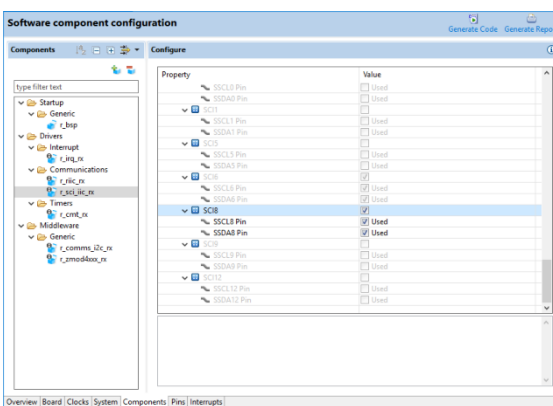 Software component configuration
Generate Code Generate Repo
Components
Configure
type filter text
Startup
Generic
r_bsp
Drivers
Interrupt
r_irq_rx
Communications
r_riic_rx
r_sci_iic_rx
Timers
r_cmt_rx
Middleware
Generic
r_comms_i2c_rx
r_zmod4xxx_rx
Property Value
SSCL0 Pin Used
SSDA0 Pin Used
SCI1
SSCL1 Pin Used
SSDA1 Pin Used
SCI5
SSCL5 Pin Used
SSDA5 Pin Used
SCI6
SSCL6 Pin Used
SSDA6 Pin Used
SCI8
SSCL8 Pin Used
SSDA8 Pin Used
SCI9
SSCL9 Pin Used
SSDA9 Pin Used
SCI12
SSCL12 Pin Used
SSDA12 Pin Used
Overview Board Clocks System Components Pins Interrupts